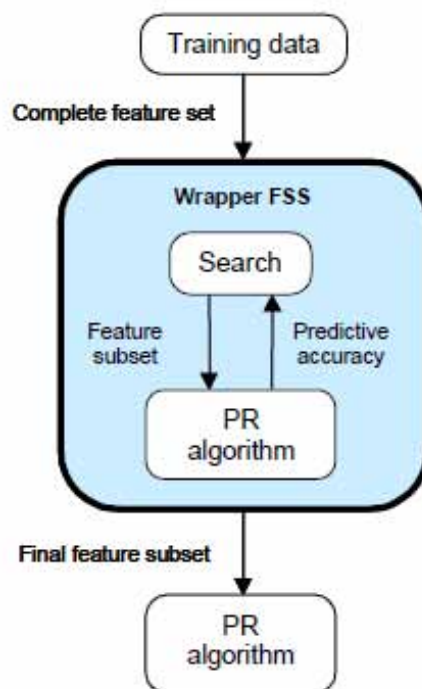 Training data
Complete feature set
Wrapper FSS
Search
Feature
subset
Predictive
accuracy
PR
algorithm
Final feature subset
PR
algorithm